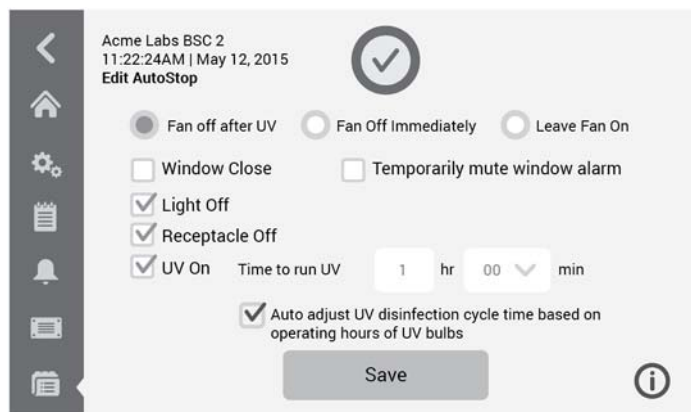 Acme Labs BSC 2
11:22:24AM | May 12, 2015
Edit AutoStop
Fan off after UV Fan Off Immediately Leave Fan On
Window Close Temporarily mute window alarm
Light Off
Receptacle Off
UV On Time to run UV 1 hr 00 min
Auto adjust UV disinfection cycle time based on
operating hours of UV bulbs
Save